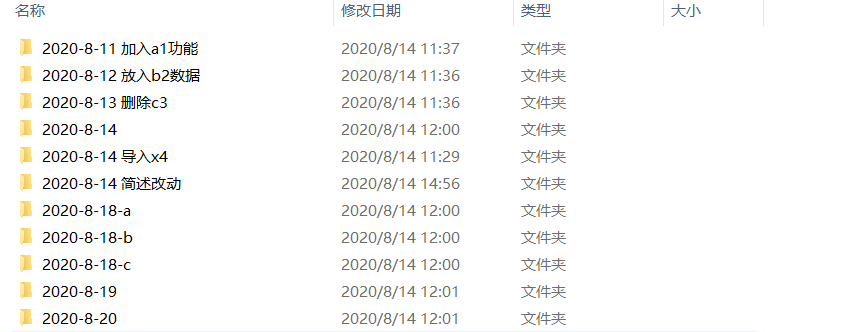 名称 修改日期 类型 大小
2020-8-11 加入a1功能 2020/8/14 11:37 文件夹
2020-8-12 放入b2数据 2020/8/14 11:36 文件夹
2020-8-13 删除c3 2020/8/14 11:36 文件夹
2020-8-14 2020/8/14 12:00 文件夹
2020-8-14 导入x4 2020/8/14 11:29 文件夹
2020-8-14 简述改动 2020/8/14 14:56 文件夹
2020-8-18-a 2020/8/14 12:00 文件夹
2020-8-18-b 2020/8/14 12:00 文件夹
2020-8-18-c 2020/8/14 12:00 文件夹
2020-8-19 2020/8/14 12:01 文件夹
2020-8-20 2020/8/14 12:01 文件夹